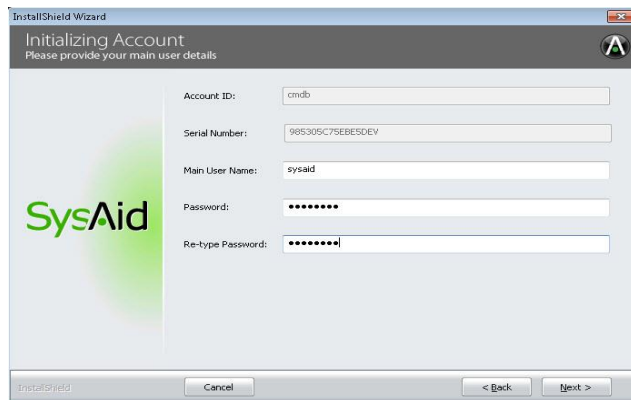 InstallShield Wizard
Initializing Account
Please provide your main user details
Account ID: cmdb
Serial Number: 985305C75EBE5DEV
Main User Name: sysaid
Password: ••••••••
Re-type Password: ••••••••
SysAid
InstallShield
Cancel < Back Next >